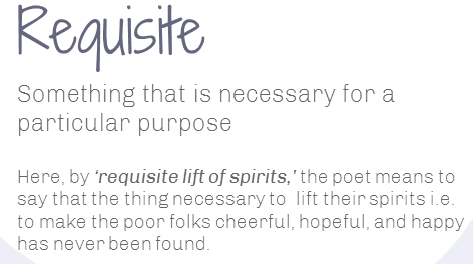 Requisite
Something that is necessary for a
particular purpose
Here, by ‘requisite lift of spirits,’ the poet means to
say that the thing necessary to lift their spirits i.e.
to make the poor folks cheerful, hopeful, and happy
has never been found.